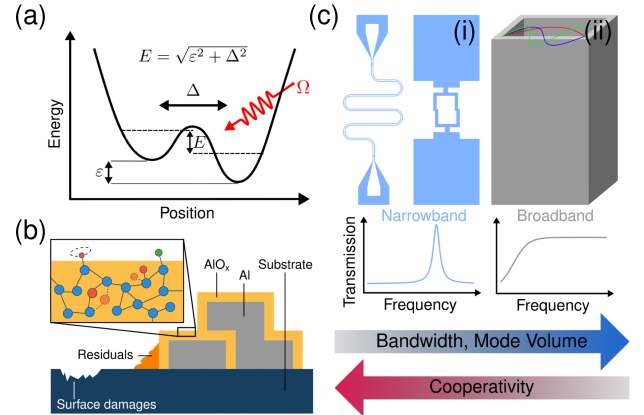 (a)
E = √ε² + Δ²
Δ
Ω
E
ε
Energy
Position
(b)
AlOₓ
Al
Substrate
Residuals
Surface damages
(c)
(i)
(ii)
Narrowband
Transmission
Frequency
Broadband
Frequency
Bandwidth, Mode Volume
Cooperativity